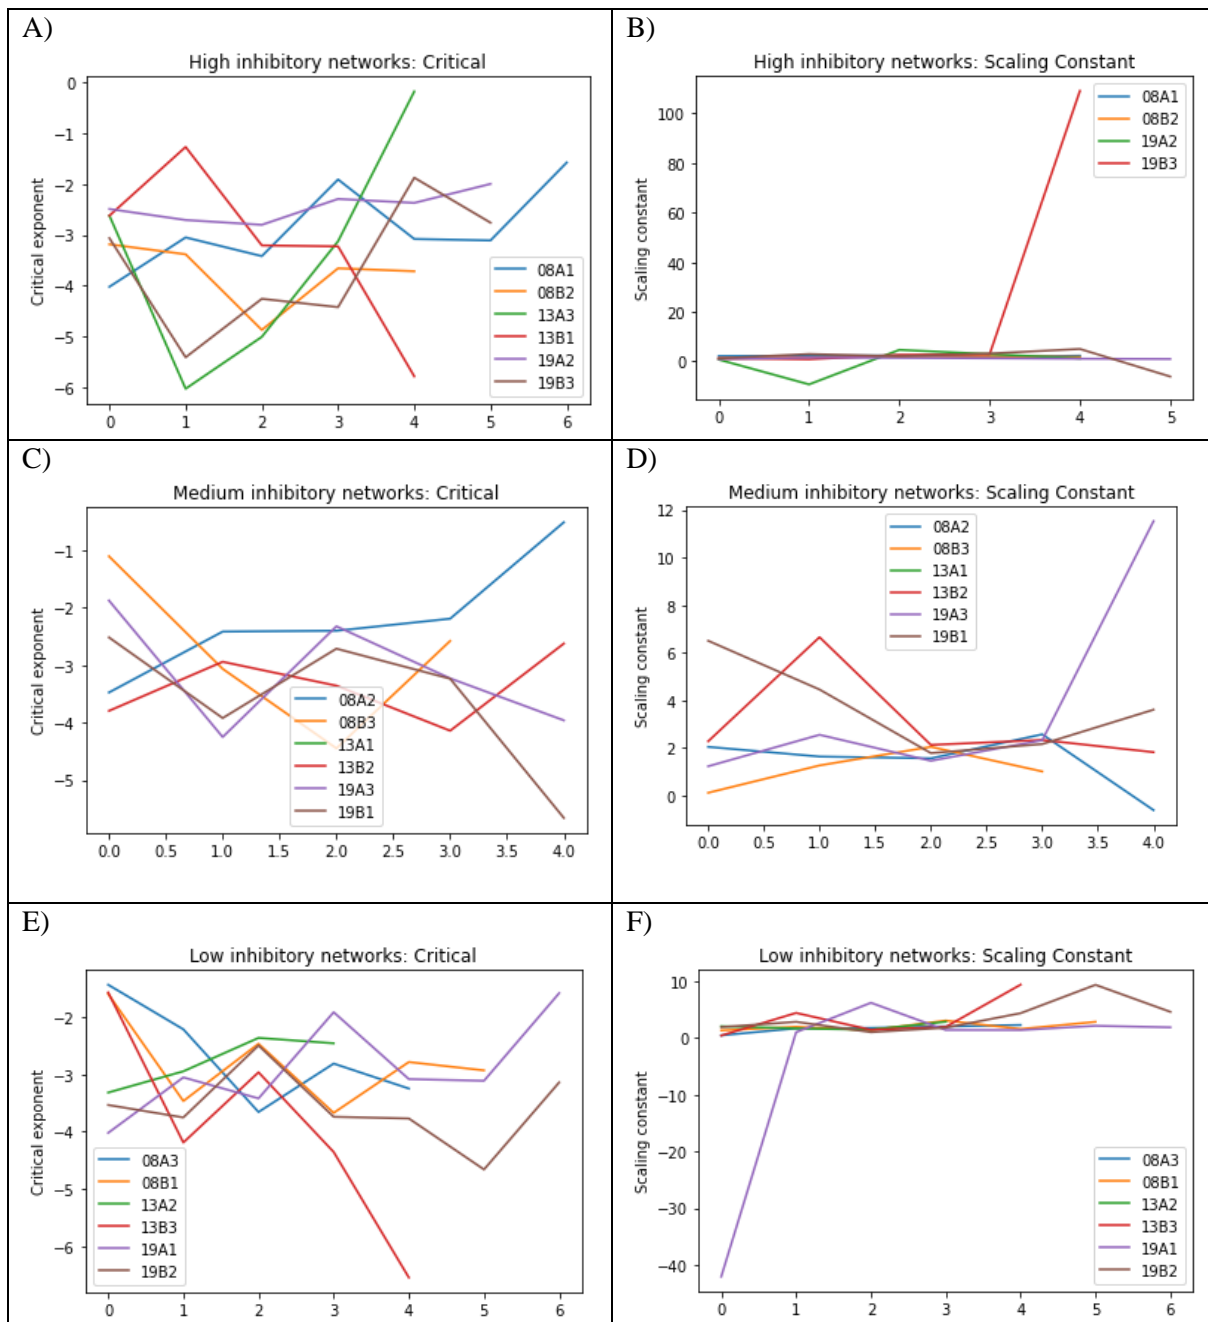 A)
High inhibitory networks: Critical
Critical exponent
0
−1
−2
−3
−4
−5
−6
08A1
08B2
13A3
13B1
19A2
19B3
0 1 2 3 4 5 6
B)
High inhibitory networks: Scaling Constant
Scaling constant
100
80
60
40
20
0
08A1
08B2
19A2
19B3
0 1 2 3 4 5
C)
Medium inhibitory networks: Critical
Critical exponent
−1
−2
−3
−4
−5
08A2
08B3
13A1
13B2
19A3
19B1
0.0 0.5 1.0 1.5 2.0 2.5 3.0 3.5 4.0
D)
Medium inhibitory networks: Scaling Constant
Scaling constant
12
10
8
6
4
2
0
08A2
08B3
13A1
13B2
19A3
19B1
0.0 0.5 1.0 1.5 2.0 2.5 3.0 3.5 4.0
E)
Low inhibitory networks: Critical
Critical exponent
−2
−3
−4
−5
−6
08A3
08B1
13A2
13B3
19A1
19B2
0 1 2 3 4 5 6
F)
Low inhibitory networks: Scaling Constant
Scaling constant
10
0
−10
−20
−30
−40
08A3
08B1
13A2
13B3
19A1
19B2
0 1 2 3 4 5 6